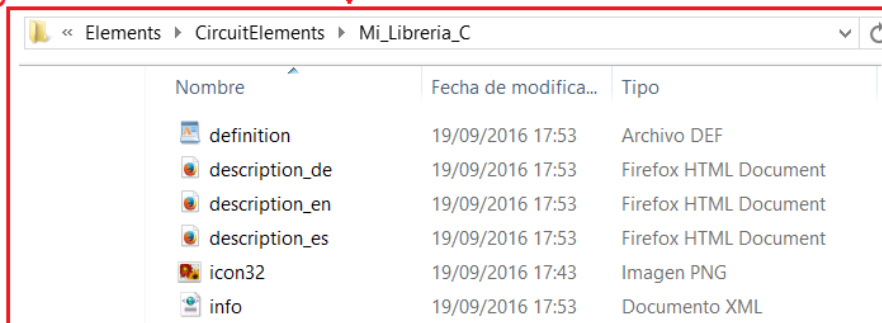 « Elements CircuitElements Mi_Libreria_C
Nombre Fecha de modifica... Tipo
definition 19/09/2016 17:53 Archivo DEF
description_de 19/09/2016 17:53 Firefox HTML Document
description_en 19/09/2016 17:53 Firefox HTML Document
description_es 19/09/2016 17:53 Firefox HTML Document
icon32 19/09/2016 17:43 Imagen PNG
info 19/09/2016 17:53 Documento XML